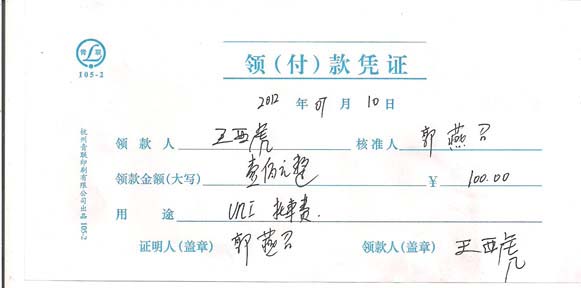 青联
105-2
领（付）款凭证
2012 年 07 月 10 日
领款人 王西虎 核准人 郭燕召
领款金额(大写) 壹佰元整 ¥ 100.00
用途 托车费.
证明人(盖章) 郭燕召 领款人(盖章) 王西虎
杭州青联印刷有限公司出品 105-2